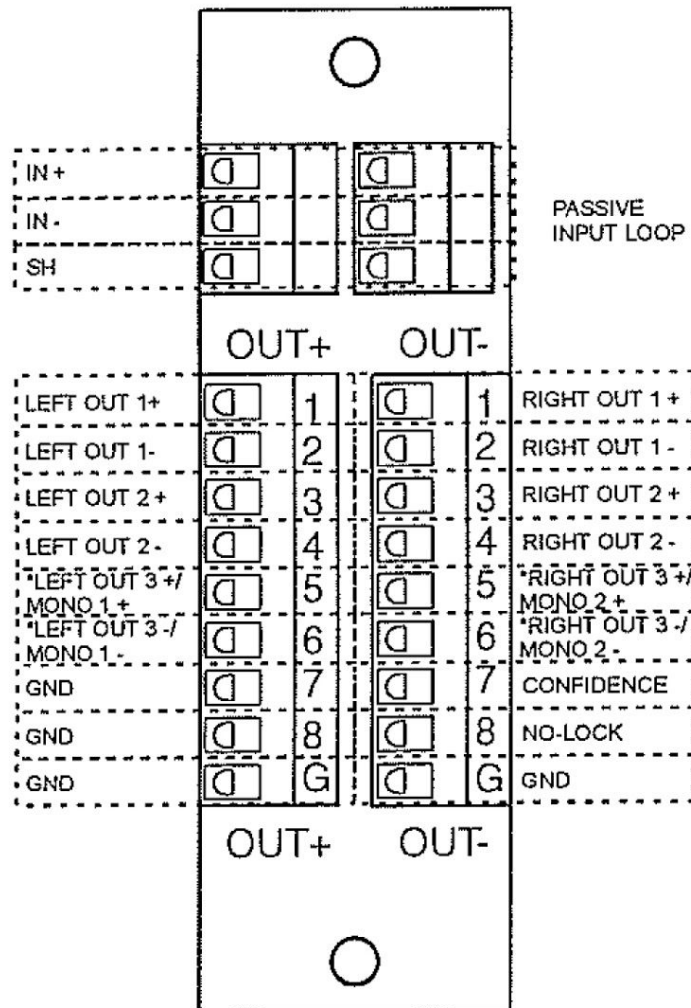 IN +
IN -
SH
PASSIVE
INPUT LOOP
OUT+ OUT-
LEFT OUT 1+ 1 1 RIGHT OUT 1 +
LEFT OUT 1- 2 2 RIGHT OUT 1 -
LEFT OUT 2 + 3 3 RIGHT OUT 2 +
LEFT OUT 2 - 4 4 RIGHT OUT 2 -
*LEFT OUT 3 +/
MONO 1 +
5 5
*RIGHT OUT 3 +/
MONO 2 +
*LEFT OUT 3 -/
MONO 1 -
6 6
*RIGHT OUT 3 -/
MONO 2 -
GND 7 7 CONFIDENCE
GND 8 8 NO-LOCK
GND G G GND
OUT+ OUT-